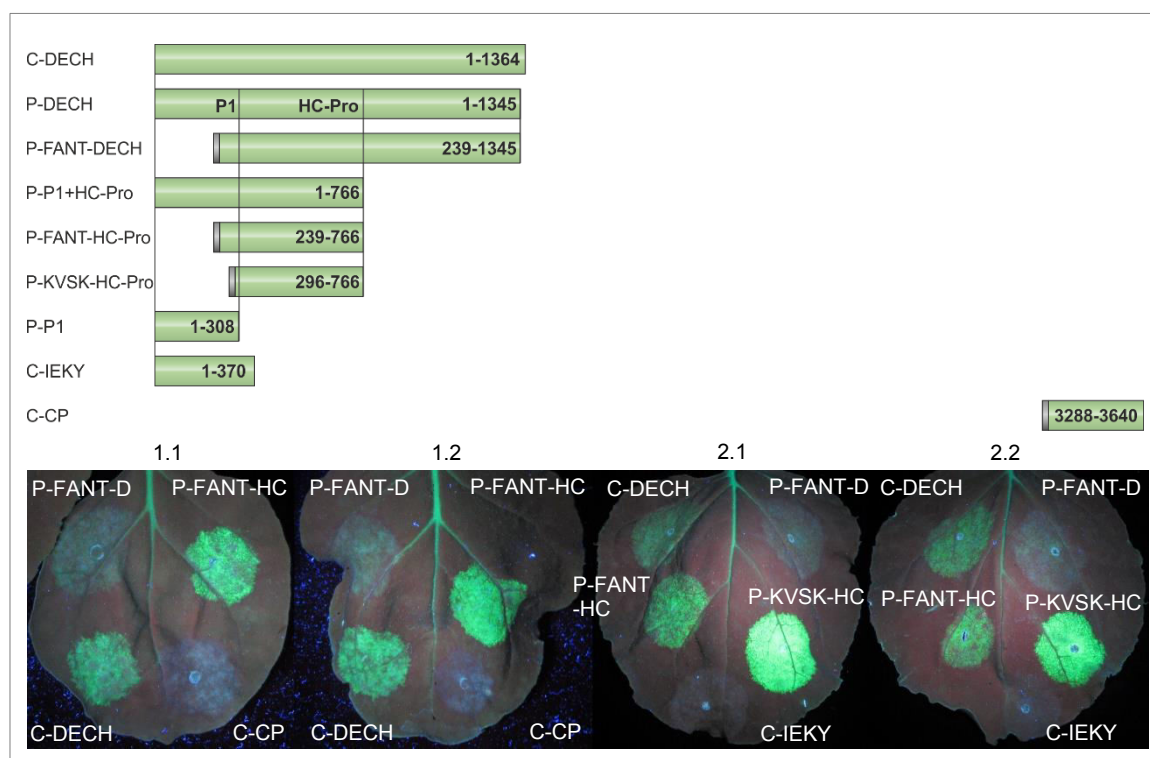 C-DECH 1-1364
P-DECH P1 HC-Pro 1-1345
P-FANT-DECH 239-1345
P-P1+HC-Pro 1-766
P-FANT-HC-Pro 239-766
P-KVSK-HC-Pro 296-766
P-P1 1-308
C-IEKY 1-370
C-CP 3288-3640
1.1 1.2 2.1 2.2
P-FANT-D P-FANT-HC P-FANT-D P-FANT-HC C-DECH P-FANT-D C-DECH P-FANT-D
P-FANT
-HC P-KVSK-HC P-FANT-HC P-KVSK-HC
C-DECH C-CP C-DECH C-CP C-IEKY C-IEKY